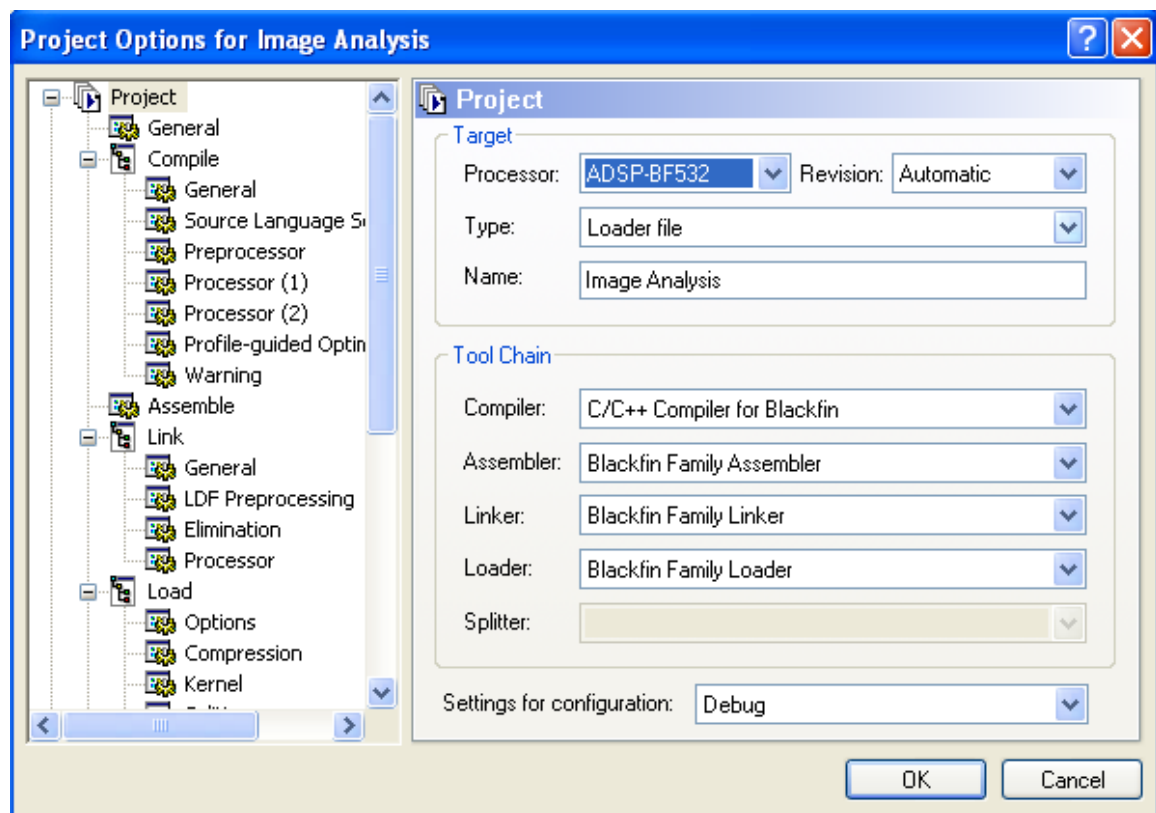 Project Options for Image Analysis
Project
General
Compile
General
Source Language
Preprocessor
Processor (1)
Processor (2)
Profile-guided
Warning
Assemble
Link
General
LDF Preprocessing
Elimination
Processor
Load
Options
Compression
Kernel
Project
Target
Processor: ADSP-BF532 Revision: Automatic
Type: Loader file
Name: Image Analysis
Tool Chain
Compiler: C/C++ Compiler for Blackfin
Assembler: Blackfin Family Assembler
Linker: Blackfin Family Linker
Loader: Blackfin Family Loader
Splitter:
Settings for configuration: Debug
OK Cancel